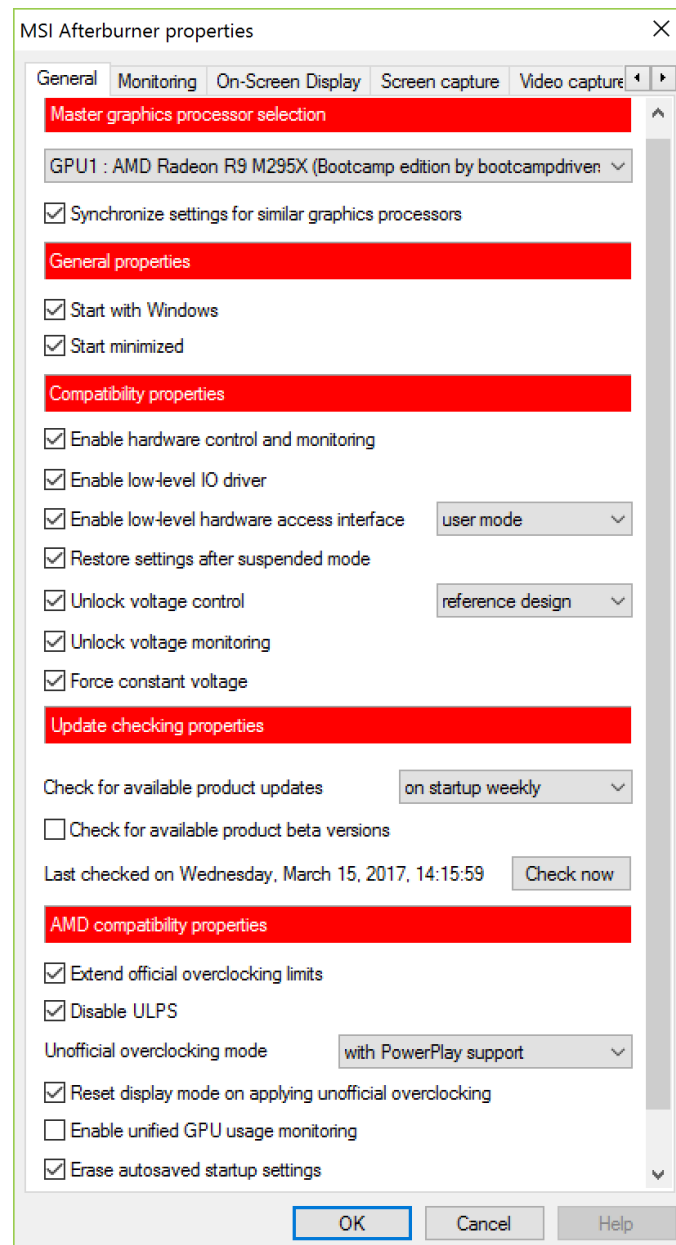 MSI Afterburner properties
General Monitoring On-Screen Display Screen capture Video capture
Master graphics processor selection
GPU1 : AMD Radeon R9 M295X (Bootcamp edition by bootcampdrivers
Synchronize settings for similar graphics processors
General properties
Start with Windows
Start minimized
Compatibility properties
Enable hardware control and monitoring
Enable low-level IO driver
Enable low-level hardware access interface user mode
Restore settings after suspended mode
Unlock voltage control reference design
Unlock voltage monitoring
Force constant voltage
Update checking properties
Check for available product updates on startup weekly
Check for available product beta versions
Last checked on Wednesday, March 15, 2017, 14:15:59 Check now
AMD compatibility properties
Extend official overclocking limits
Disable ULPS
Unofficial overclocking mode with PowerPlay support
Reset display mode on applying unofficial overclocking
Enable unified GPU usage monitoring
Erase autosaved startup settings
OK Cancel Help